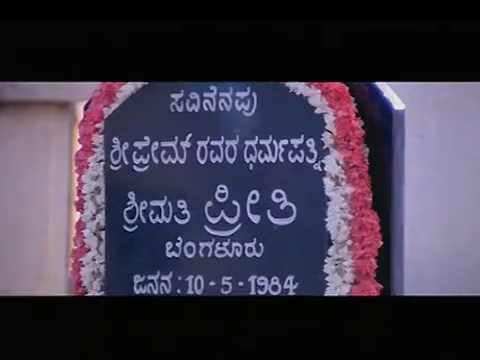 ಸವಿನೆನಪು
ಶ್ರೀಪ್ರೇಮ್ ರವರ ಧರ್ಮಪತ್ನಿ
ಶ್ರೀಮತಿ ಪ್ರೀತಿ
ಬೆಂಗಳೂರು
ಜನನ : 10 - 5 - 1984